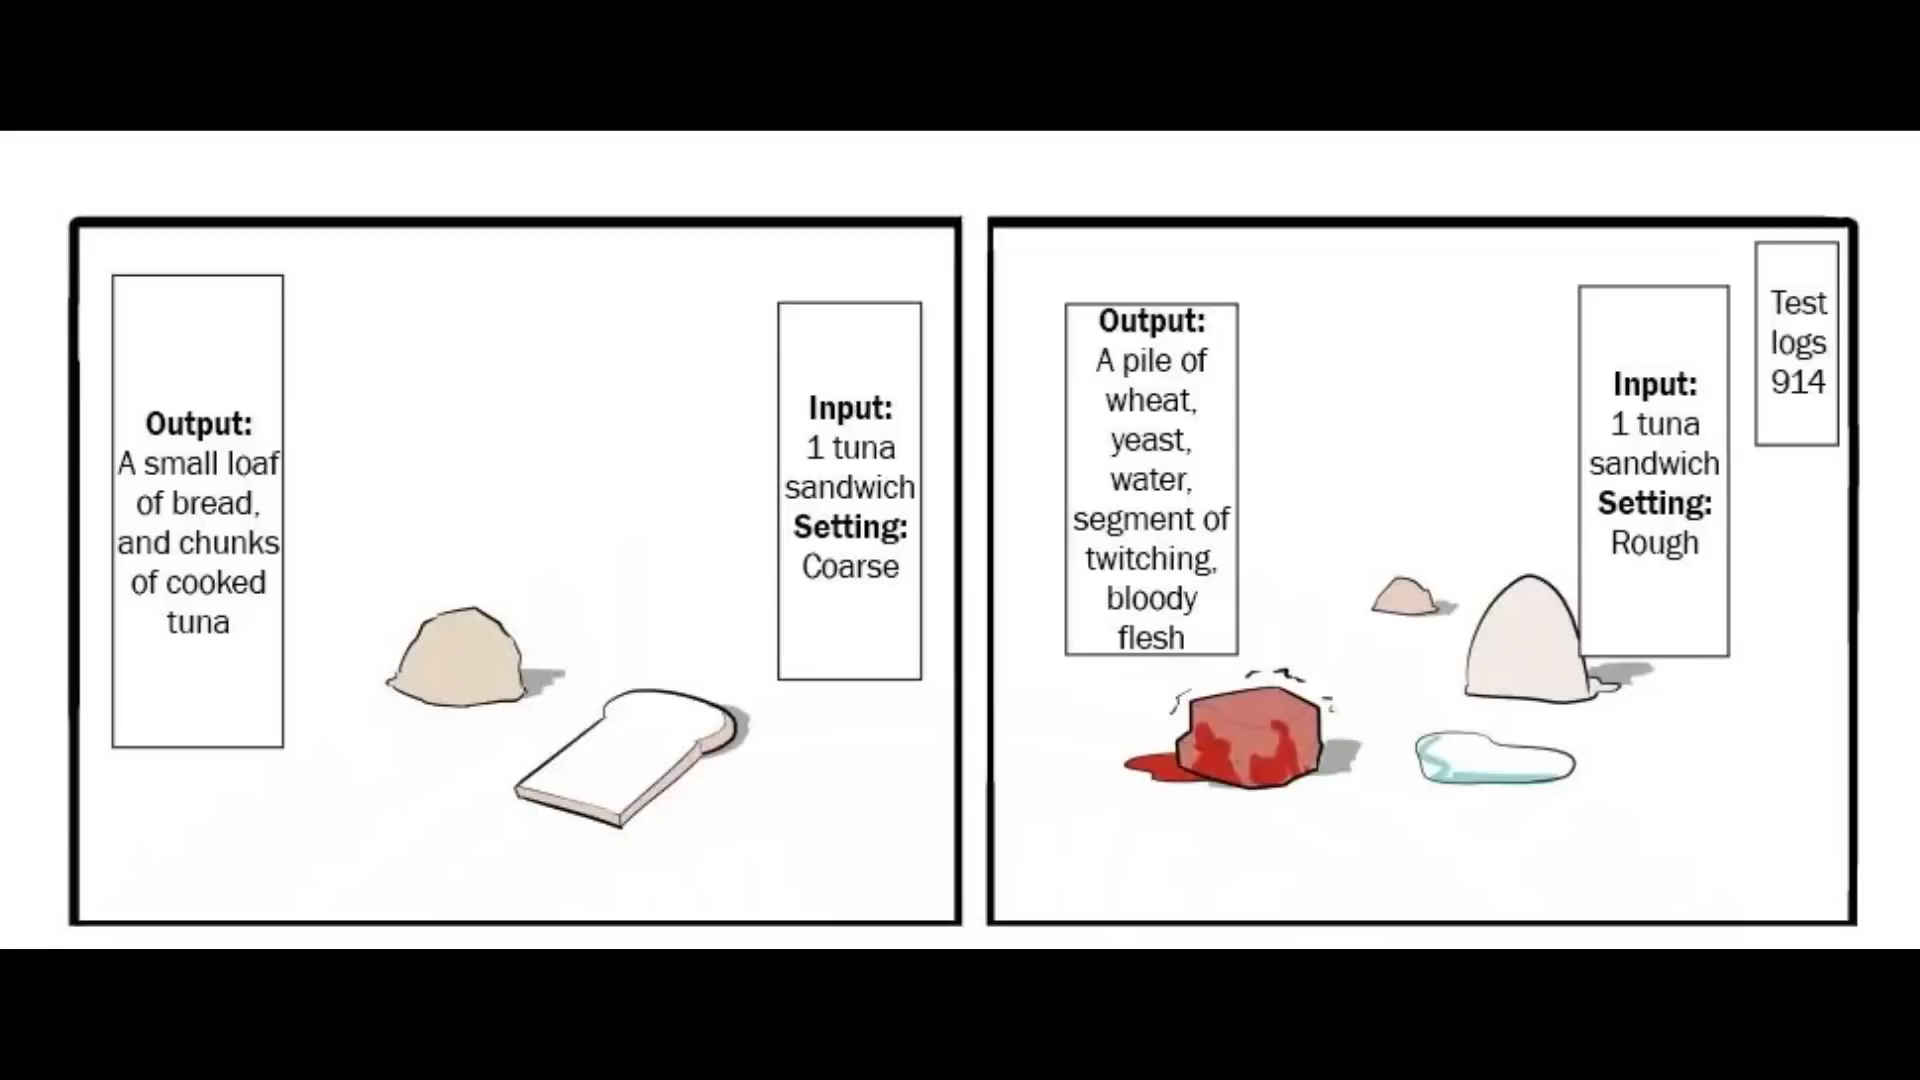 Test
logs
914
Input:
1 tuna
sandwich
Setting:
Rough
Output:
A pile of
wheat,
yeast,
water,
segment of
twitching,
bloody
flesh
Input:
1 tuna
sandwich
Setting:
Coarse
Output:
A small loaf
of bread,
and chunks
of cooked
tuna